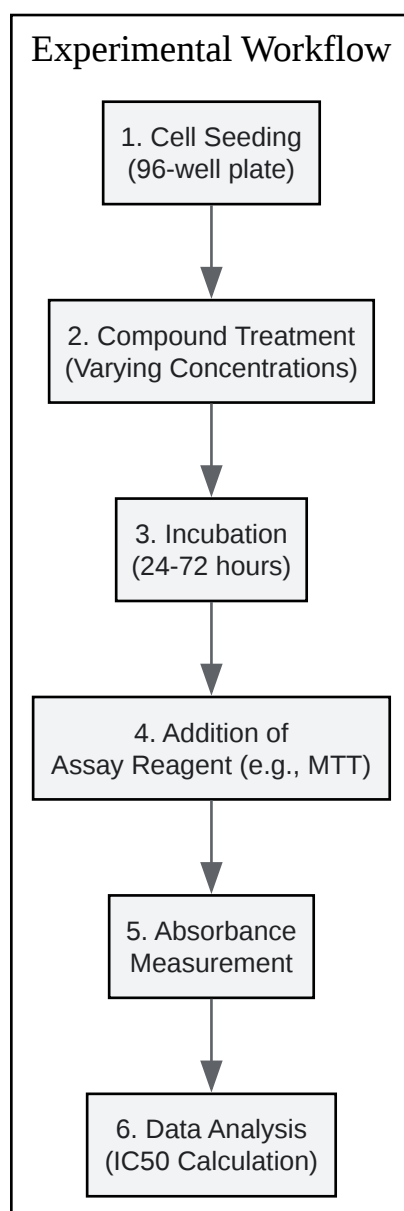 Experimental Workflow
1. Cell Seeding
(96-well plate)
2. Compound Treatment
(Varying Concentrations)
3. Incubation
(24-72 hours)
4. Addition of
Assay Reagent (e.g., MTT)
5. Absorbance
Measurement
6. Data Analysis
(IC50 Calculation)